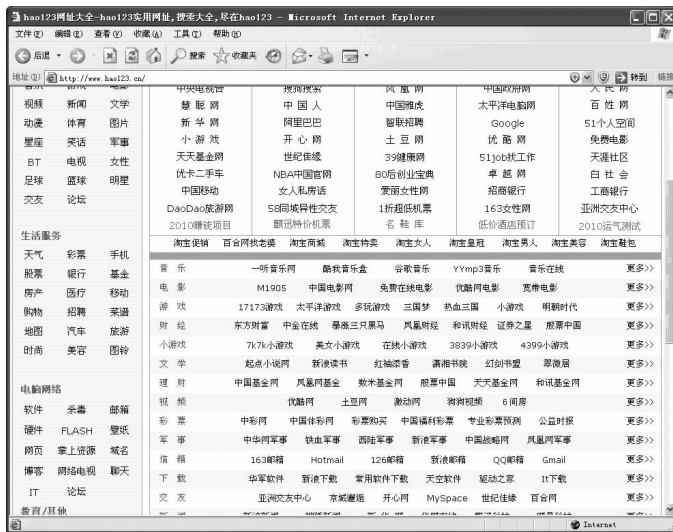 hao123网址大全-hao123实用网址,搜索大全,尽在hao123 - Microsoft Internet Explorer
文件(F) 编辑(E) 查看(V) 收藏(A) 工具(T) 帮助(H)
后退 搜索 收藏夹
地址(D) http://www.hao123.cn/ 转到 链接
音乐 游戏 电影
视频 新闻 文学
动漫 体育 图片
星座 笑话 军事
BT 电视 女性
足球 篮球 明星
交友 论坛
生活服务
天气 彩票 手机
股票 银行 基金
房产 医疗 移动
购物 招聘 菜谱
地图 汽车 旅游
时尚 美容 图铃
电脑网络
软件 杀毒 邮箱
硬件 FLASH 壁纸
网页 掌上资源 域名
博客 网络电视 聊天
IT 论坛
教育/其他
中央电视台 搜狗搜索 凤凰网 中国政府网 人民网
慧聪网 中国人 中国雅虎 太平洋电脑网 百姓网
新华网 阿里巴巴 智联招聘 Google 51个人空间
小游戏 开心网 土豆网 优酷网 免费电影
天天基金网 世纪佳缘 39健康网 51job找工作 天涯社区
优卡二手车 NBA中国官网 80后创业宝典 卓越网 白社会
中国移动 女人私房话 爱丽女性网 招商银行 工商银行
DaoDao旅游网 58同城异性交友 1折超低机票 163女性网 亚洲交友中心
2010赚钱项目 翻迅特价机票 名鞋库 低价酒店预订 2010运气测试
淘宝促销 百合网找老婆 淘宝商城 淘宝特卖 淘宝女人 淘宝皇冠 淘宝男人 淘宝美容 淘宝鞋包
音乐 一听音乐网 酷我音乐盒 谷歌音乐 YYmp3音乐 音乐在线 更多>>
电影 M1905 中国电影网 免费在线电影 优酷网电影 宽带电影 更多>>
游戏 17173游戏 太平洋游戏 多玩游戏 三国梦 热血三国 小游戏 明朝时代 更多>>
财经 东方财富 中金在线 暴涨三只黑马 凤凰财经 和讯财经 证券之星 股票中国 更多>>
小游戏 7k7k小游戏 美女小游戏 在线小游戏 3839小游戏 4399小游戏 更多>>
文学 起点小说网 新浪读书 红袖添香 潇湘书院 幻剑书盟 翠微居 更多>>
理财 中国基金网 凤凰网基金 数米基金网 股票中国 天天基金网 和讯基金网 更多>>
视频 优酷网 土豆网 激动网 狗狗视频 6间房 更多>>
彩票 中彩网 中国体彩网 彩票购买 中国福利彩票 专业彩票预测 公益时报 更多>>
军事 中华网军事 铁血军事 西陆军事 新浪军事 中国战略网 凤凰网军事 更多>>
信箱 163邮箱 Hotmail 126邮箱 新浪邮箱 QQ邮箱 Gmail 更多>>
下载 华军软件 新浪下载 常用软件下载 天空软件 驱动之家 It下载 更多>>
交友 亚洲交友中心 京城邂逅 开心网 MySpace 世纪佳缘 百合网 更多>>
Internet